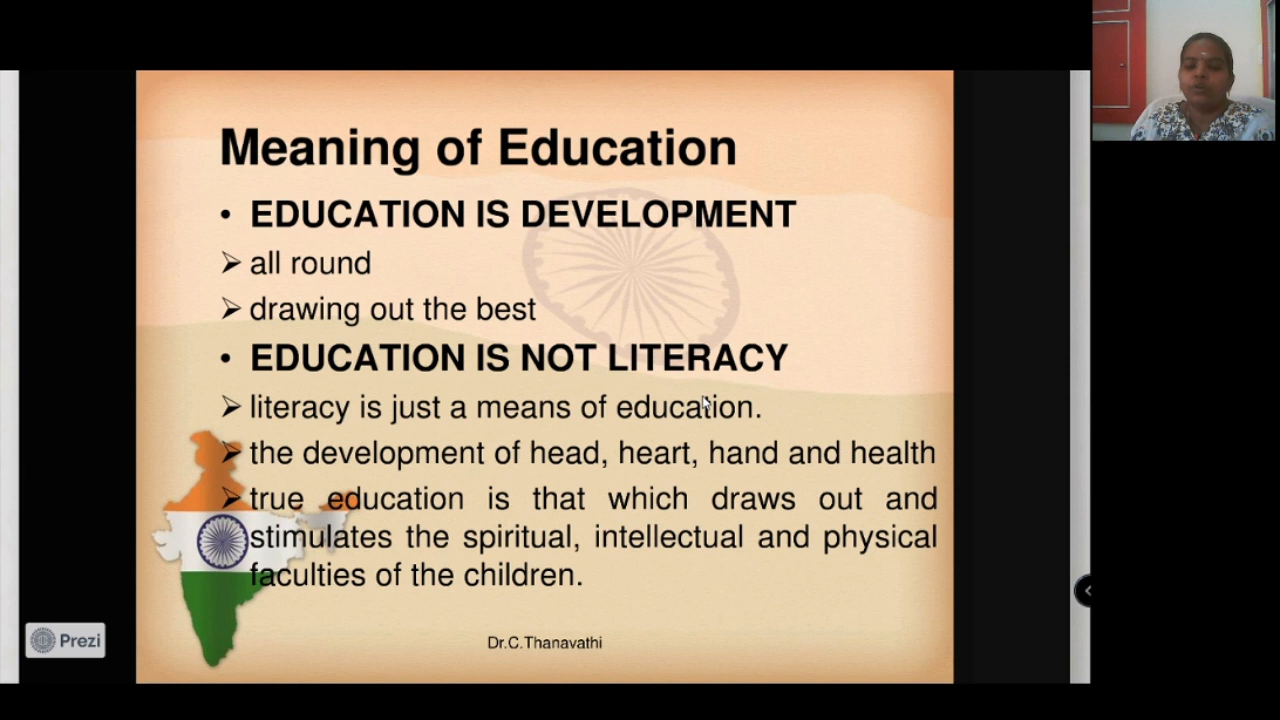 Meaning of Education
• EDUCATION IS DEVELOPMENT
➢ all round
➢ drawing out the best
• EDUCATION IS NOT LITERACY
➢ literacy is just a means of education.
➢ the development of head, heart, hand and health
➢ true education is that which draws out and
stimulates the spiritual, intellectual and physical
faculties of the children.
Dr.C.Thanavathi
Prezi